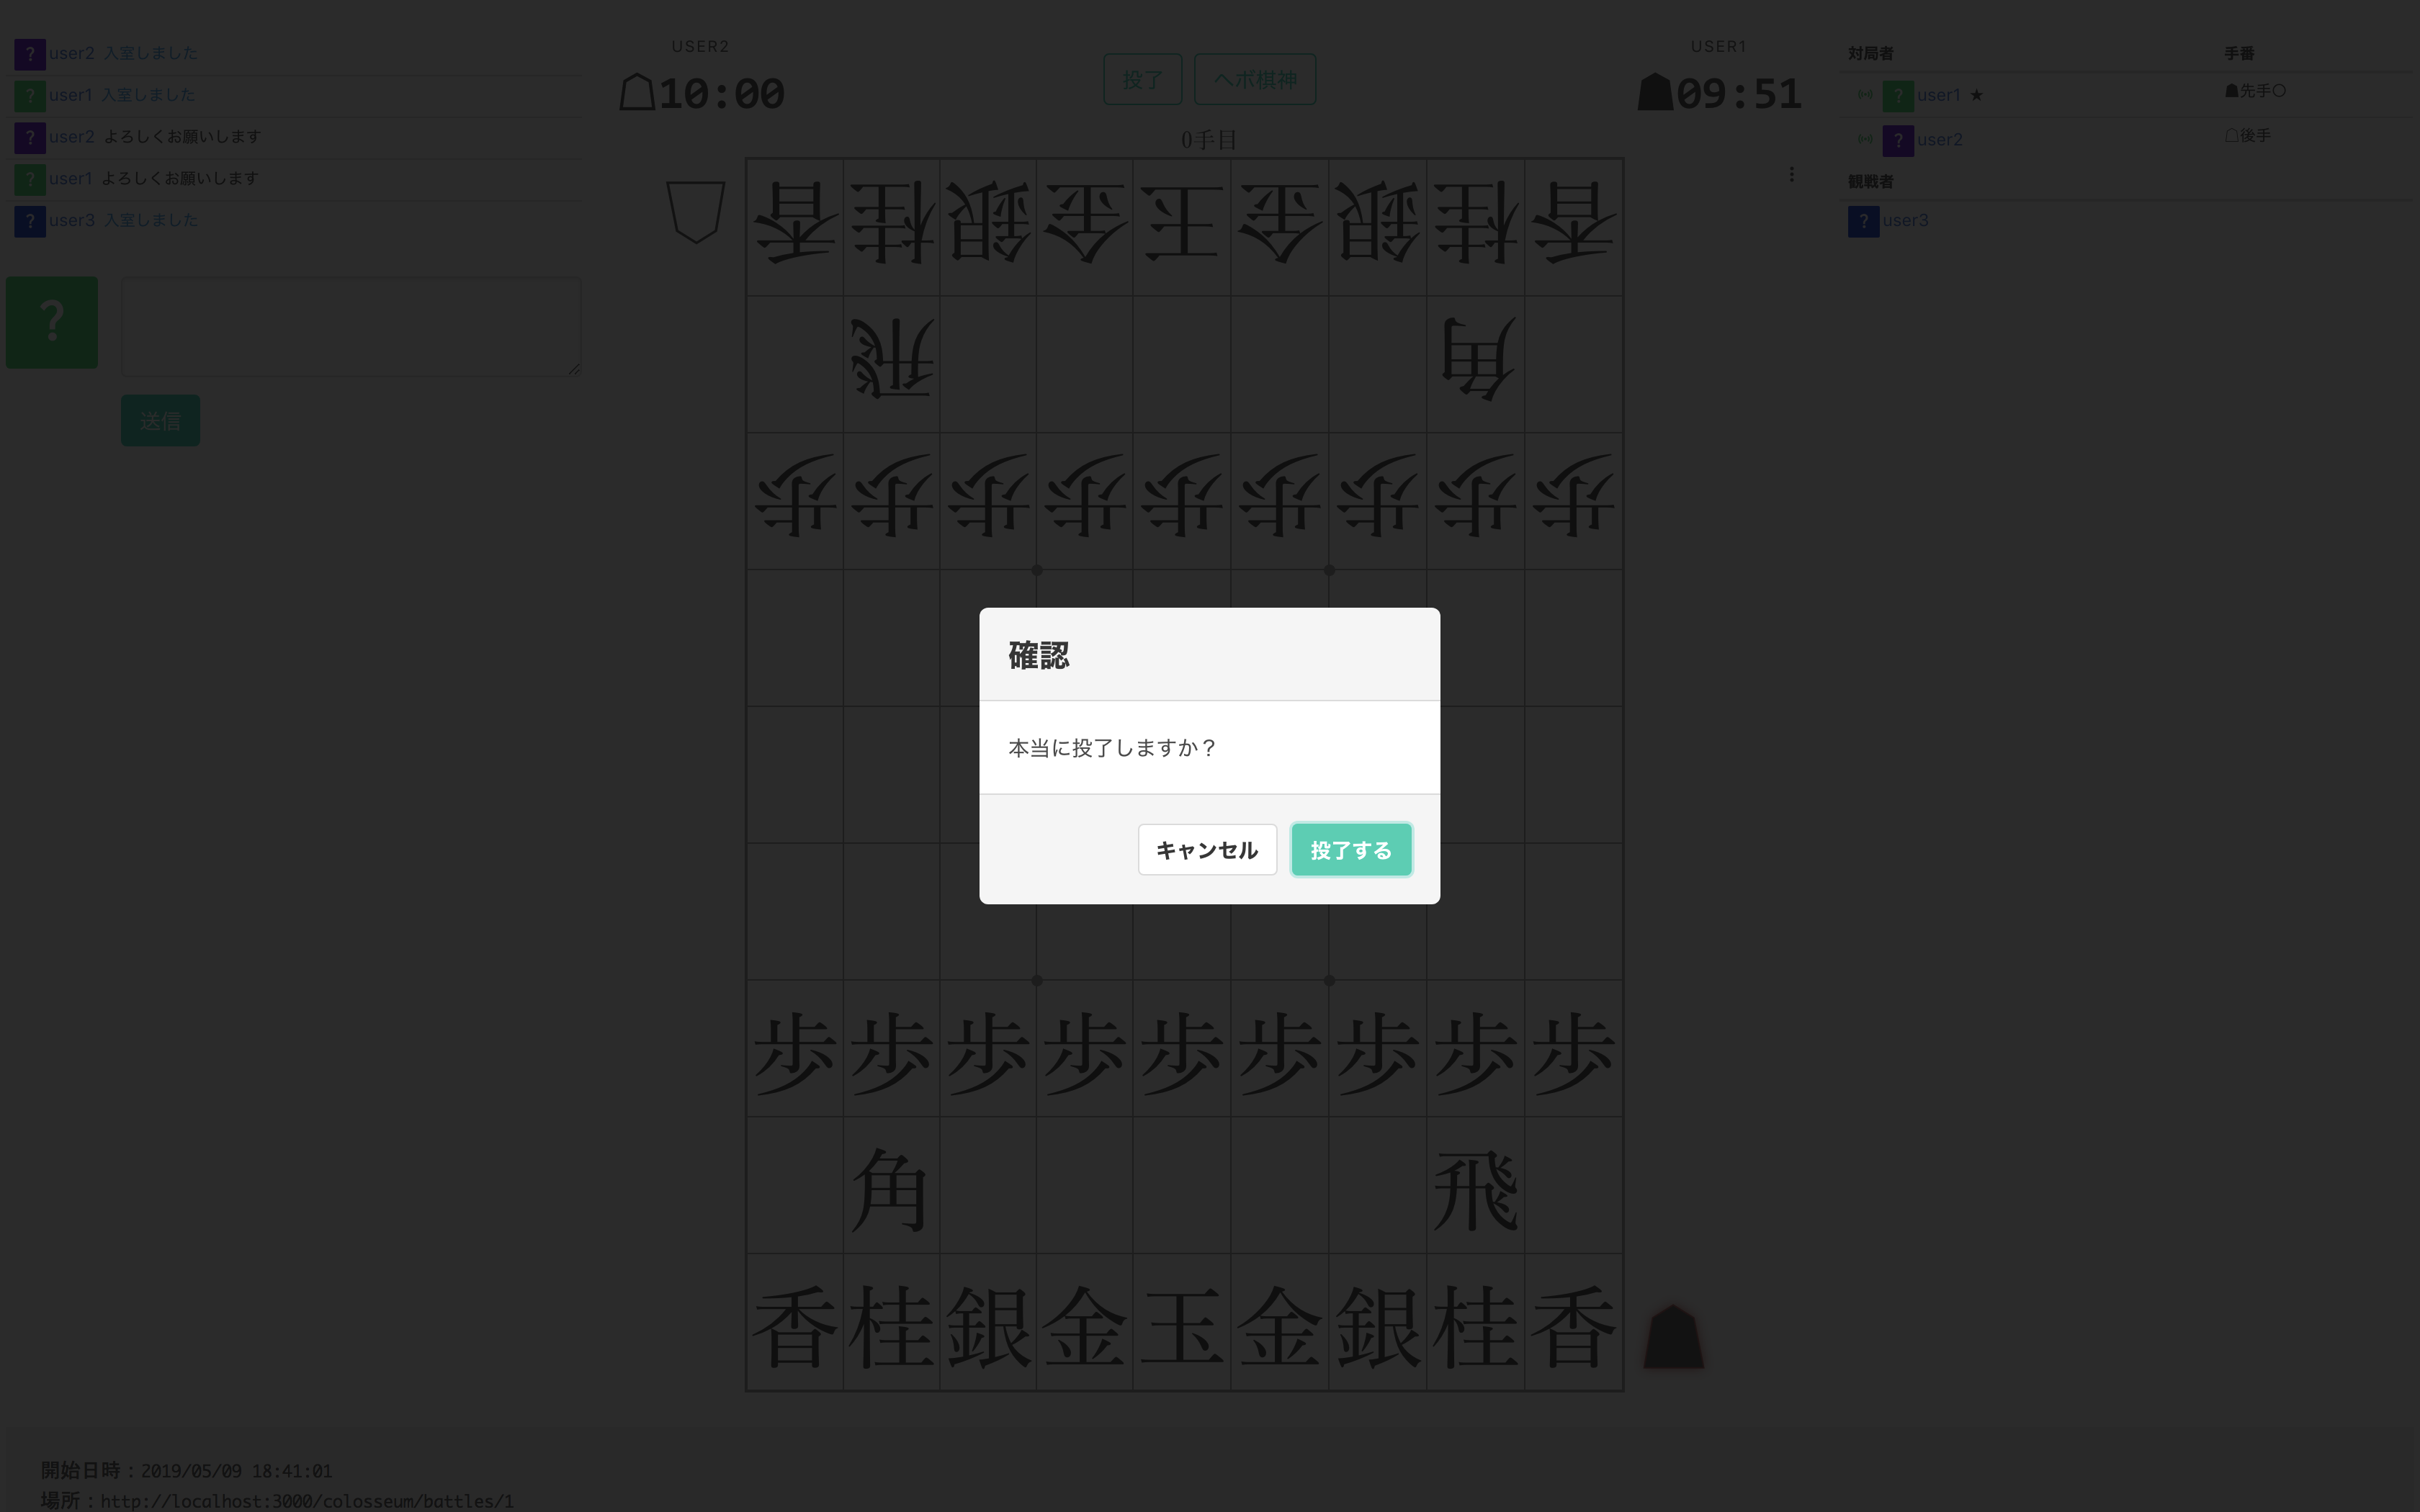 ? user2 入室しました
? user1 入室しました
? user2 よろしくお願いします
? user1 よろしくお願いします
? user3 入室しました
?
送信
USER2
10:00
投了 ヘボ棋神
USER1
09:51
0手目
香桂銀金王金銀桂香
飛角
歩歩歩歩歩歩歩歩歩
確認
本当に投了しますか？
キャンセル 投了する
歩歩歩歩歩歩歩歩歩
角飛
香桂銀金玉金銀桂香
対局者 手番
? user1 ★ ☗先手○
? user2 ☖後手
観戦者
? user3
開始日時：2019/05/09 18:41:01
場所：http://localhost:3000/colosseum/battles/1